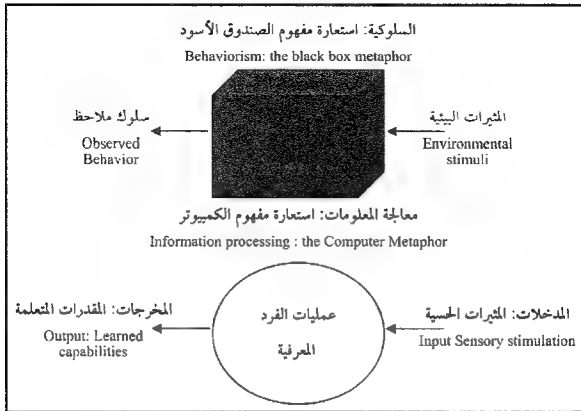 السلوكية: استعارة مفهوم الصندوق الأسود
Behaviorism: the black box metaphor
المثيرات البيئية
Environmental
stimuli
سلوك ملاحظ
Observed
Behavior
معالجة المعلومات: استعارة مفهوم الكمبيوتر
Information processing : the Computer Metaphor
المدخلات: المثيرات الحسية
Input Sensory stimulation
عمليات الفرد
المعرفية
المخرجات: المقدرات المتعلمة
Output: Learned
capabilities